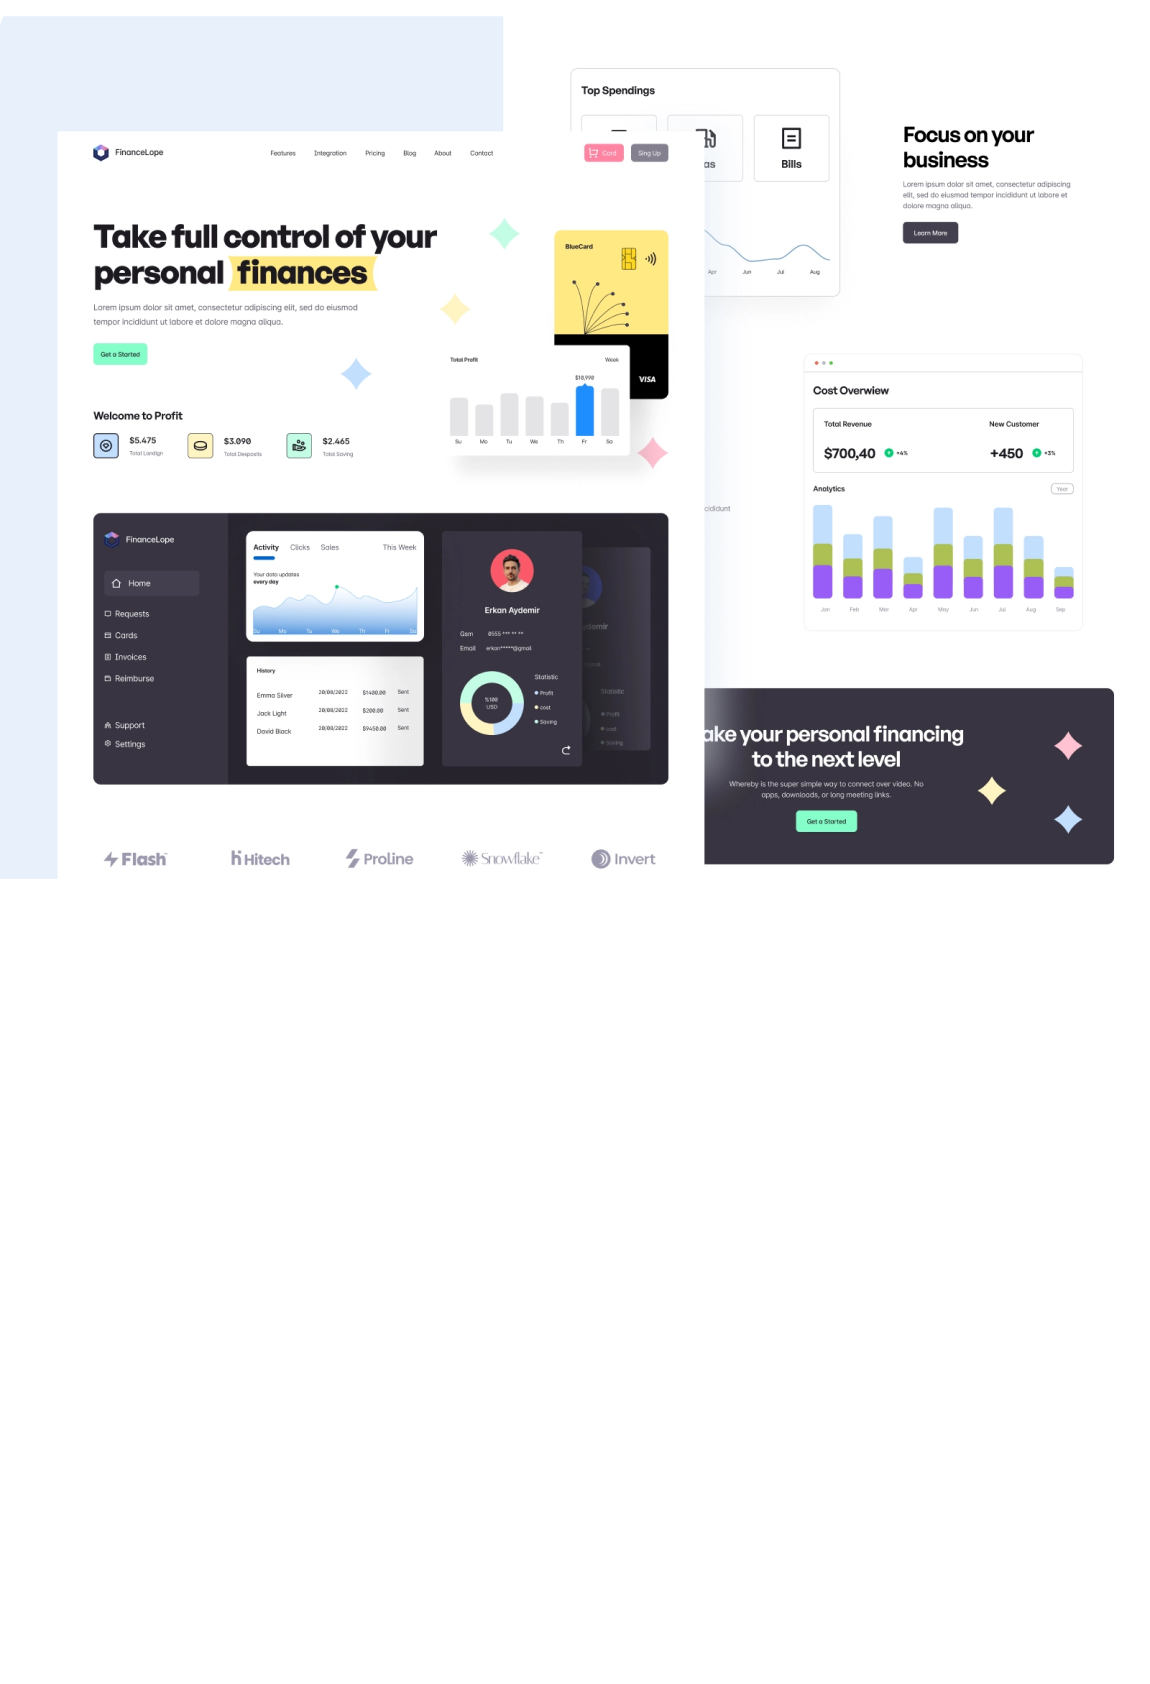 FinanceLope
Features Integration Pricing Blog About Contact
Card Sing Up
Take full control of your
personal finances
Lorem ipsum dolor sit amet, consectetur adipiscing elit, sed do eiusmod
tempor incididunt ut labore et dolore magna aliqua.
Get a Started
BlueCard
VISA
Total Profit Week
$10,990
Su Mo Tu We Th Fr Sa
Welcome to Profit
$5.475
Total Landign
$3.090
Total Desposts
$2.465
Total Saving
FinanceLope
Home
Requests
Cards
Invoices
Reimburse
Support
Settings
Activity Clicks Sales This Week
Your data updates
every day
Su Mo Tu We Th Fr Sa
History
Emma Silver 20/08/2022 $1400.00 Sent
Jack Light 20/08/2022 $200.00 Sent
David Black 20/08/2022 $9450.00 Sent
Erkan Aydemir
Gsm 0555 *** ** **
Email erkan*****@gmail
%100
USD
Statistic
Profit
cost
Saving
demir
Statistic
Profit
cost
Saving
Flash
Hitech
Proline
Snowflake
Invert
Top Spendings
as
Bills
Apr Jun Jul Aug
Focus on your
business
Lorem ipsum dolor sit amet, consectetur adipiscing
elit, sed do eiusmod tempor incididunt ut labore et
dolore magna aliqua.
Learn More
cididunt
Cost Overwiew
Total Revenue New Customer
$700,40 +4% +450 +3%
Analytics Year
Jan Feb Mar Apr May Jun Jul Aug Sep
ake your personal financing
to the next level
Whereby is the super simple way to connect over video. No
apps, downloads, or long meeting links.
Get a Started